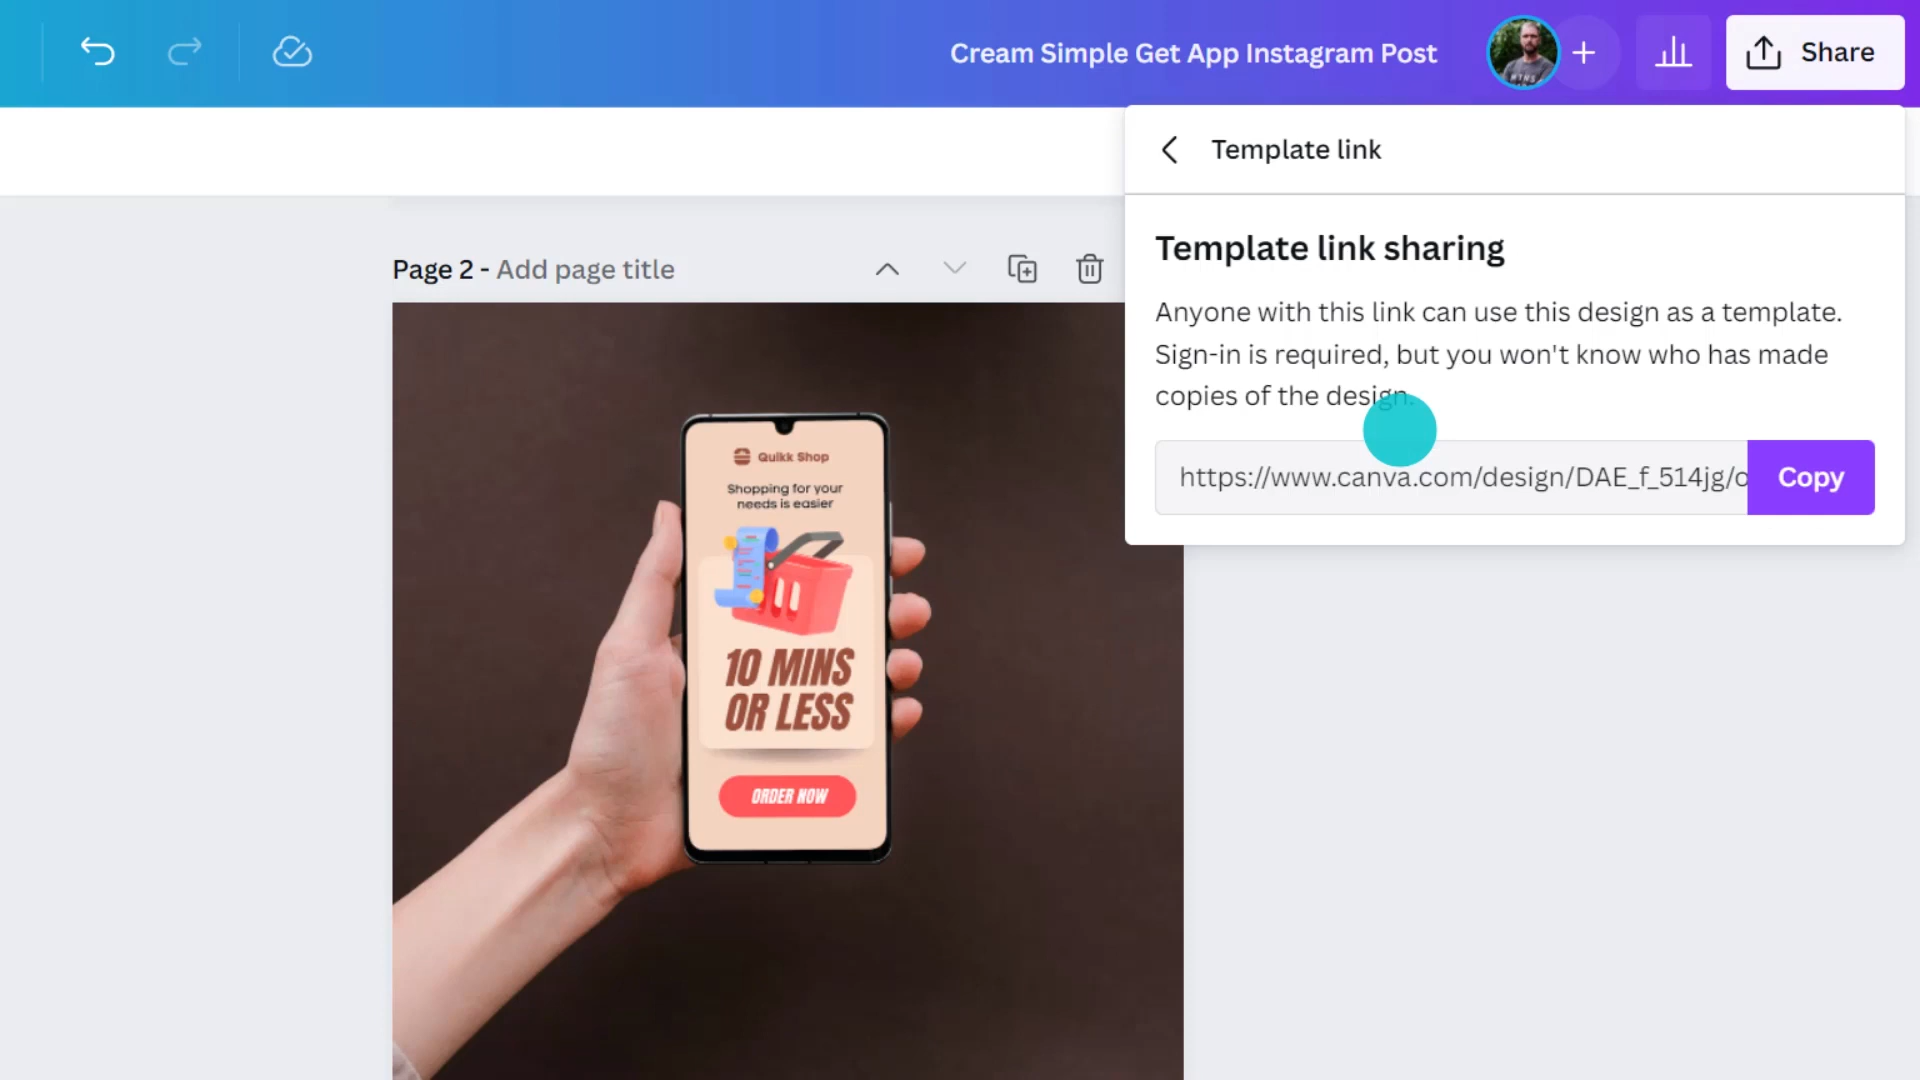 Cream Simple Get App Instagram Post
Share
Template link
Template link sharing
Anyone with this link can use this design as a template.
Sign-in is required, but you won't know who has made
copies of the design.
https://www.canva.com/design/DAE_f_514jg/
Copy
Page 2 - Add page title
Quikk Shop
Shopping for your
needs is easier
10 MINS
OR LESS
ORDER NOW